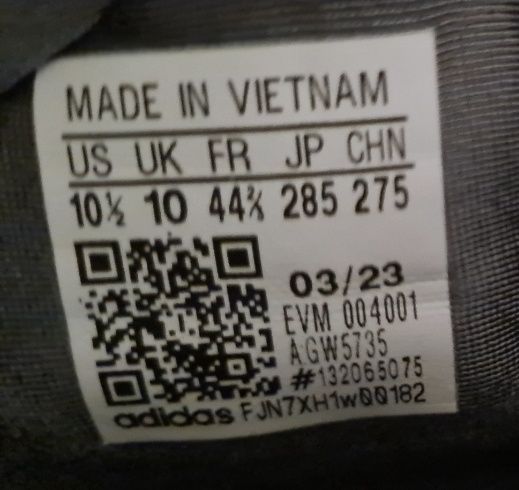 MADE IN VIETNAM
US UK FR JP CHN
10½ 10 44⅔ 285 275
03/23
EVM 004001
AGW5735
#132065075
adidas FJN7XH1w00182